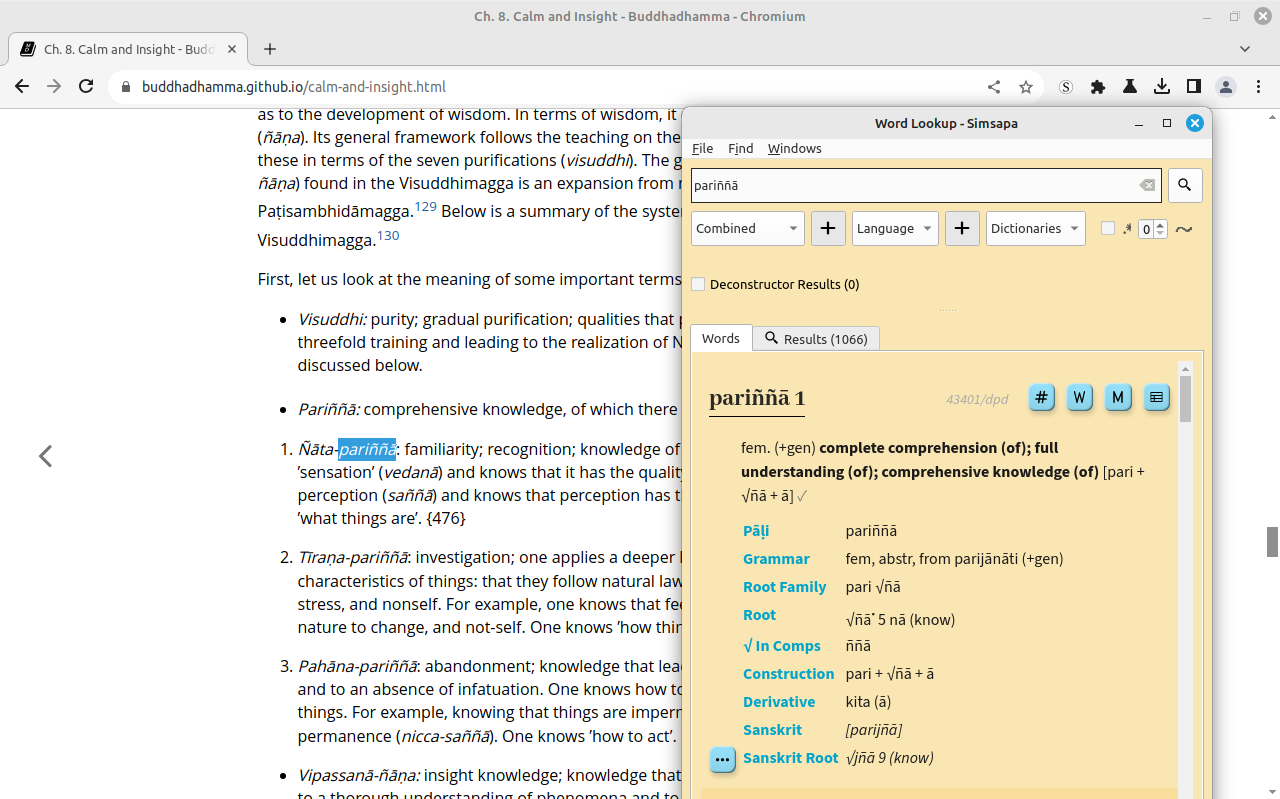 Ch. 8. Calm and Insight - Buddhadhamma - Chromium
Ch. 8. Calm and Insight - Budd
buddhadhamma.github.io/calm-and-insight.html
as to the development of wisdom. In terms of wisdom, it
(ñāṇa). Its general framework follows the teaching on the
these in terms of the seven purifications (visuddhi). The g
ñāṇa) found in the Visuddhimagga is an expansion from
Paṭisambhidāmagga.129 Below is a summary of the syste
Visuddhimagga.130
First, let us look at the meaning of some important terms
• Visuddhi: purity; gradual purification; qualities that
threefold training and leading to the realization of N
discussed below.
• Pariññā: comprehensive knowledge, of which there
1. Ñāta-pariññā: familiarity; recognition; knowledge of
’sensation’ (vedanā) and knows that it has the quality
perception (saññā) and knows that perception has t
’what things are’. {476}
2. Tīraṇa-pariññā: investigation; one applies a deeper
characteristics of things: that they follow natural law
stress, and nonself. For example, one knows that fee
nature to change, and not-self. One knows ’how thin
3. Pahāna-pariññā: abandonment; knowledge that lea
and to an absence of infatuation. One knows how to
things. For example, knowing that things are imperm
permanence (nicca-saññā). One knows ’how to act’.
• Vipassanā-ñāṇa: insight knowledge; knowledge that
to a thorough understanding of phenomena and to
Word Lookup - Simsapa
File Find Windows
pariññā
Combined + Language + Dictionaries .* 0
Deconstructor Results (0)
Words Results (1066)
pariññā 1 43401/dpd # W M
fem. (+gen) complete comprehension (of); full
understanding (of); comprehensive knowledge (of) [pari +
√ñā + ā] ✓
Pāḷi pariññā
Grammar fem, abstr, from parijānāti (+gen)
Root Family pari √ñā
Root √ñā· 5 nā (know)
√ In Comps ññā
Construction pari + √ñā + ā
Derivative kita (ā)
Sanskrit [parijñā]
Sanskrit Root √jñā 9 (know)